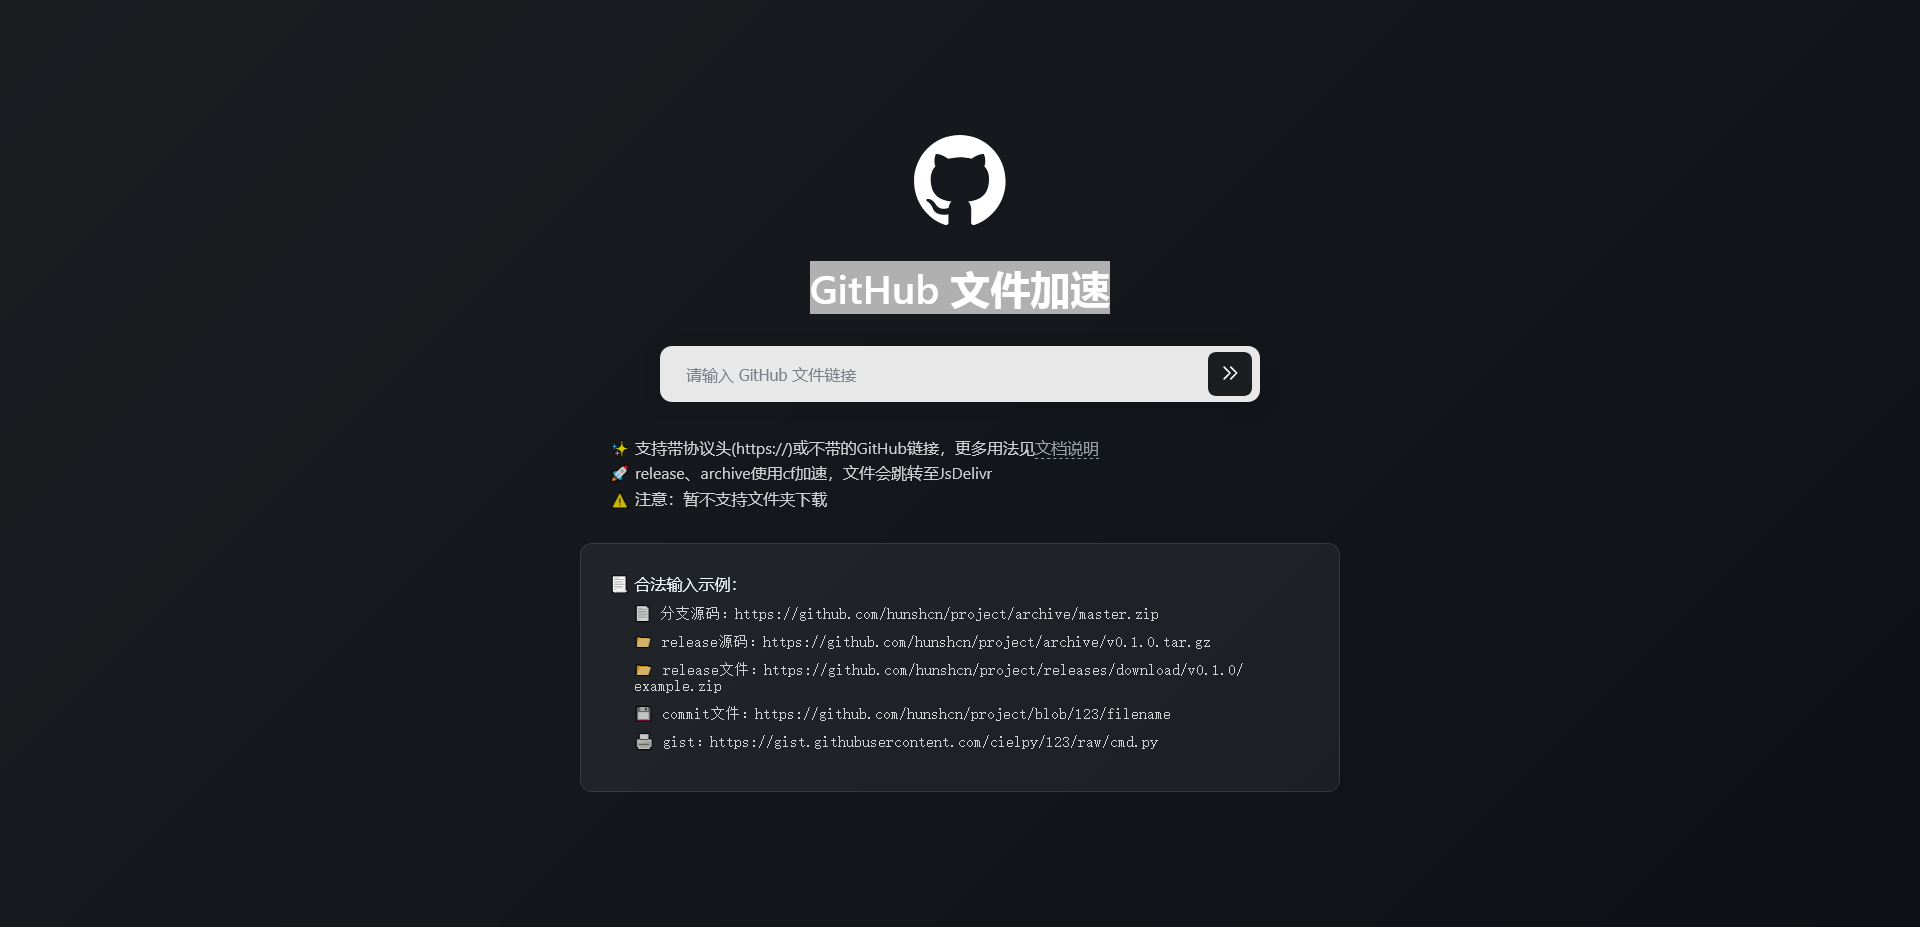 GitHub 文件加速
请输入 GitHub 文件链接
✨ 支持带协议头(https://)或不带的GitHub链接，更多用法见文档说明
🚀 release、archive使用cf加速，文件会跳转至JsDelivr
⚠️ 注意：暂不支持文件夹下载
📃 合法输入示例：
📄 分支源码：https://github.com/hunshcn/project/archive/master.zip
📁 release源码：https://github.com/hunshcn/project/archive/v0.1.0.tar.gz
📂 release文件：https://github.com/hunshcn/project/releases/download/v0.1.0/
example.zip
💾 commit文件：https://github.com/hunshcn/project/blob/123/filename
🖨️ gist：https://gist.githubusercontent.com/cielpy/123/raw/cmd.py